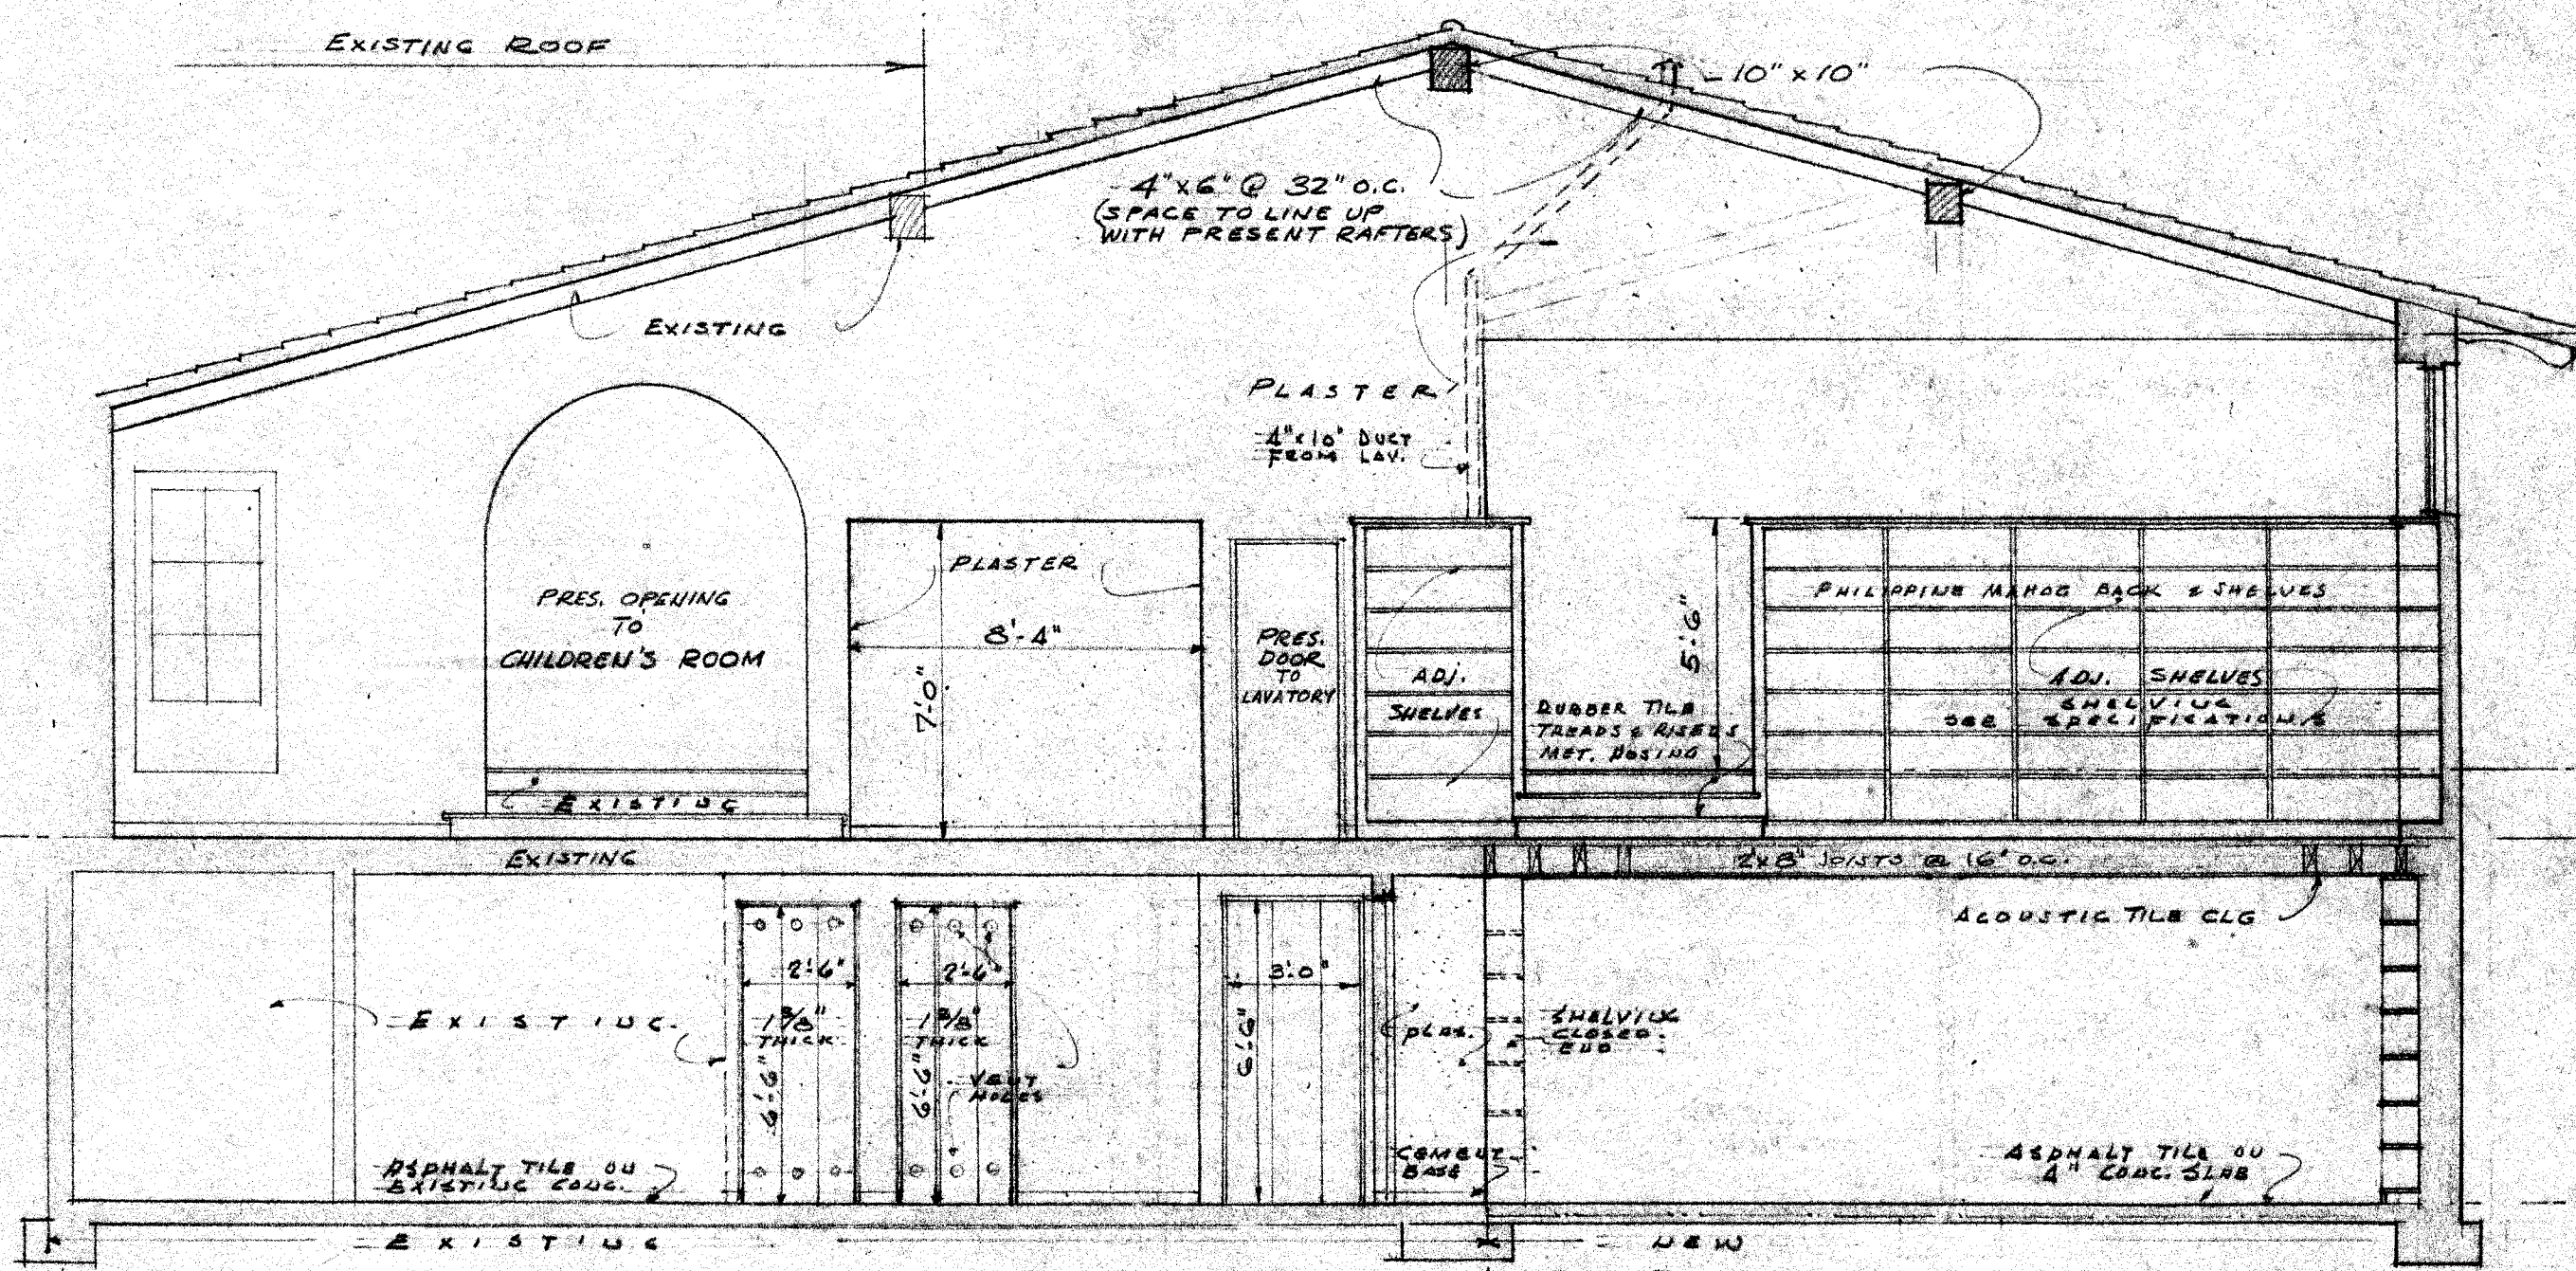 EXISTING ROOF
10" x 10"
4" x 6" @ 32" O.C.
(SPACE TO LINE UP
WITH PRESENT RAFTERS)
EXISTING
PLASTER
4" x 10" DUCT
FROM LAV.
PLASTER
8'-4"
7'-0"
PRES. OPENING
TO
CHILDREN'S ROOM
EXISTING
PRES.
DOOR
TO
LAVATORY
ADJ.
SHELVES
RUBBER TILE
TREADS & RISERS
MET. NOSING
5'-6"
PHILIPPINE MAHOG BACK & SHELVES
ADJ. SHELVES
SHELVING
SEE SPECIFICATIONS
EXISTING
2x8" JOISTS @ 16" O.C.
ACOUSTIC TILE CLG
2'-6"
2'-6"
3'-0"
EXISTING
1 3/8"
THICK
6'-6"
1 3/8"
THICK
6'-6"
VENT
HOLES
6'-6"
PLAS.
SHELVING
CLOSED
END
ASPHALT TILE ON
EXISTING CONC.
CEMENT
BASE
ASPHALT TILE ON
4" CONC. SLAB
EXISTING
NEW